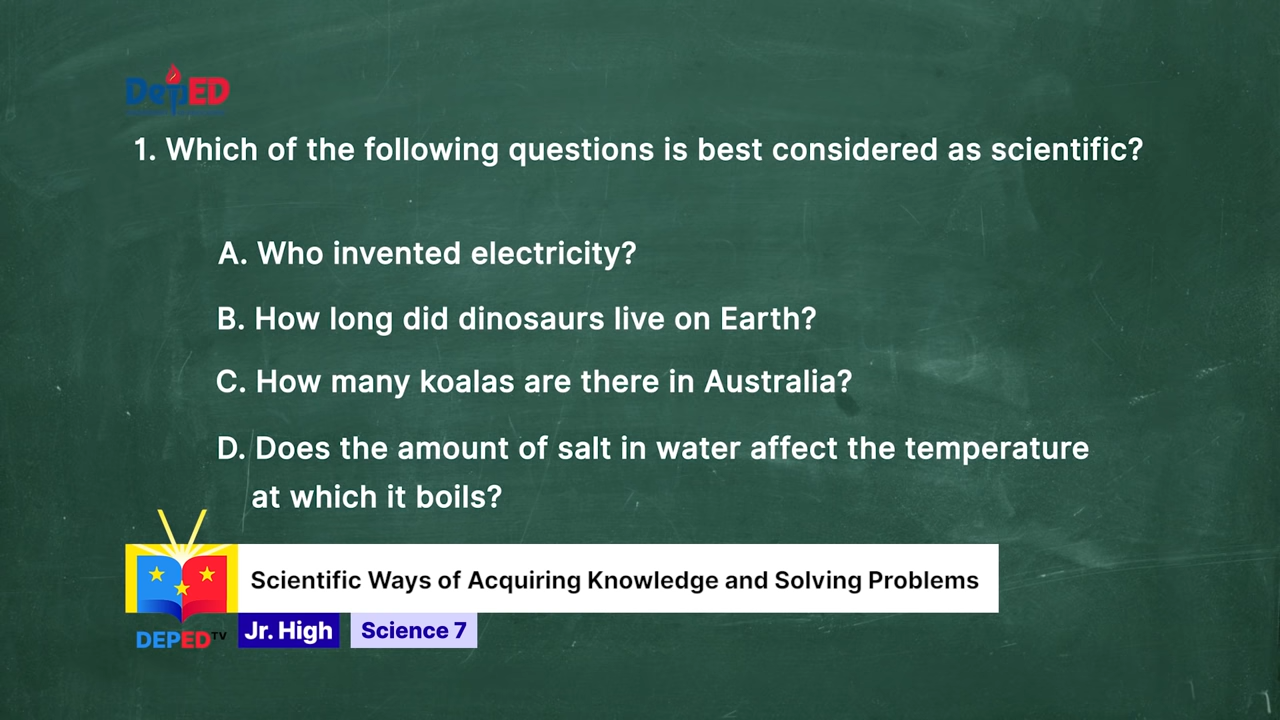 DepED
1. Which of the following questions is best considered as scientific?
A. Who invented electricity?
B. How long did dinosaurs live on Earth?
C. How many koalas are there in Australia?
D. Does the amount of salt in water affect the temperature
at which it boils?
Scientific Ways of Acquiring Knowledge and Solving Problems
DEPED TV
Jr. High
Science 7